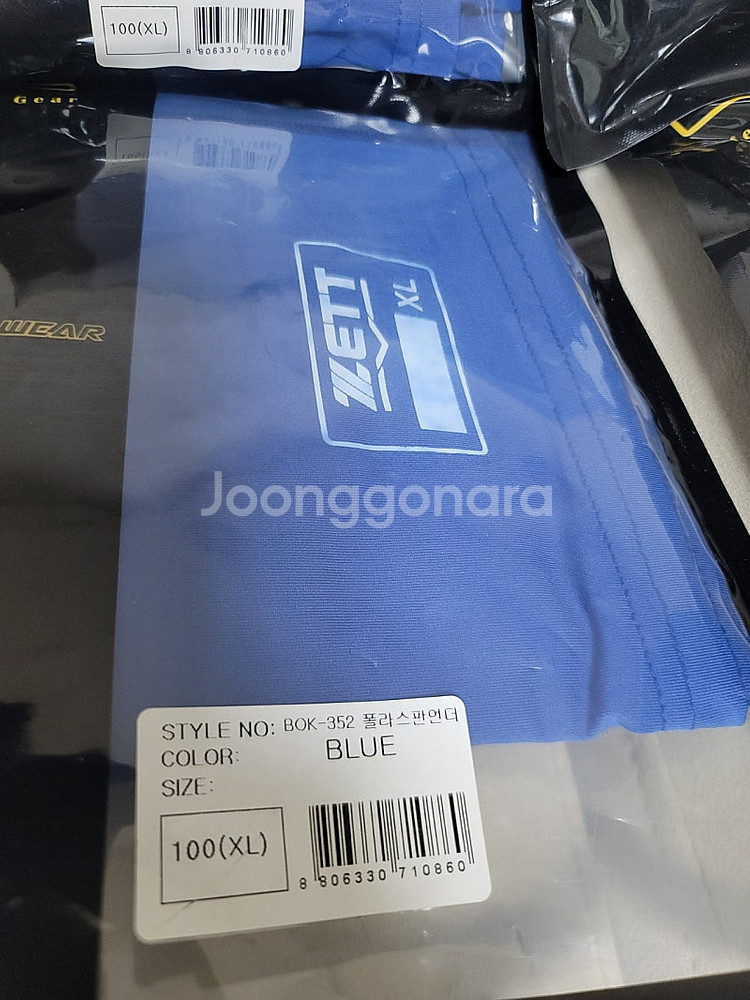 100(XL)
8 806330 710860
Gear
WEAR
ZETT
XL
Joonggonara
STYLE NO: BOK-352 폴라스판언더
COLOR: BLUE
SIZE:
100(XL)
8 806330 710860